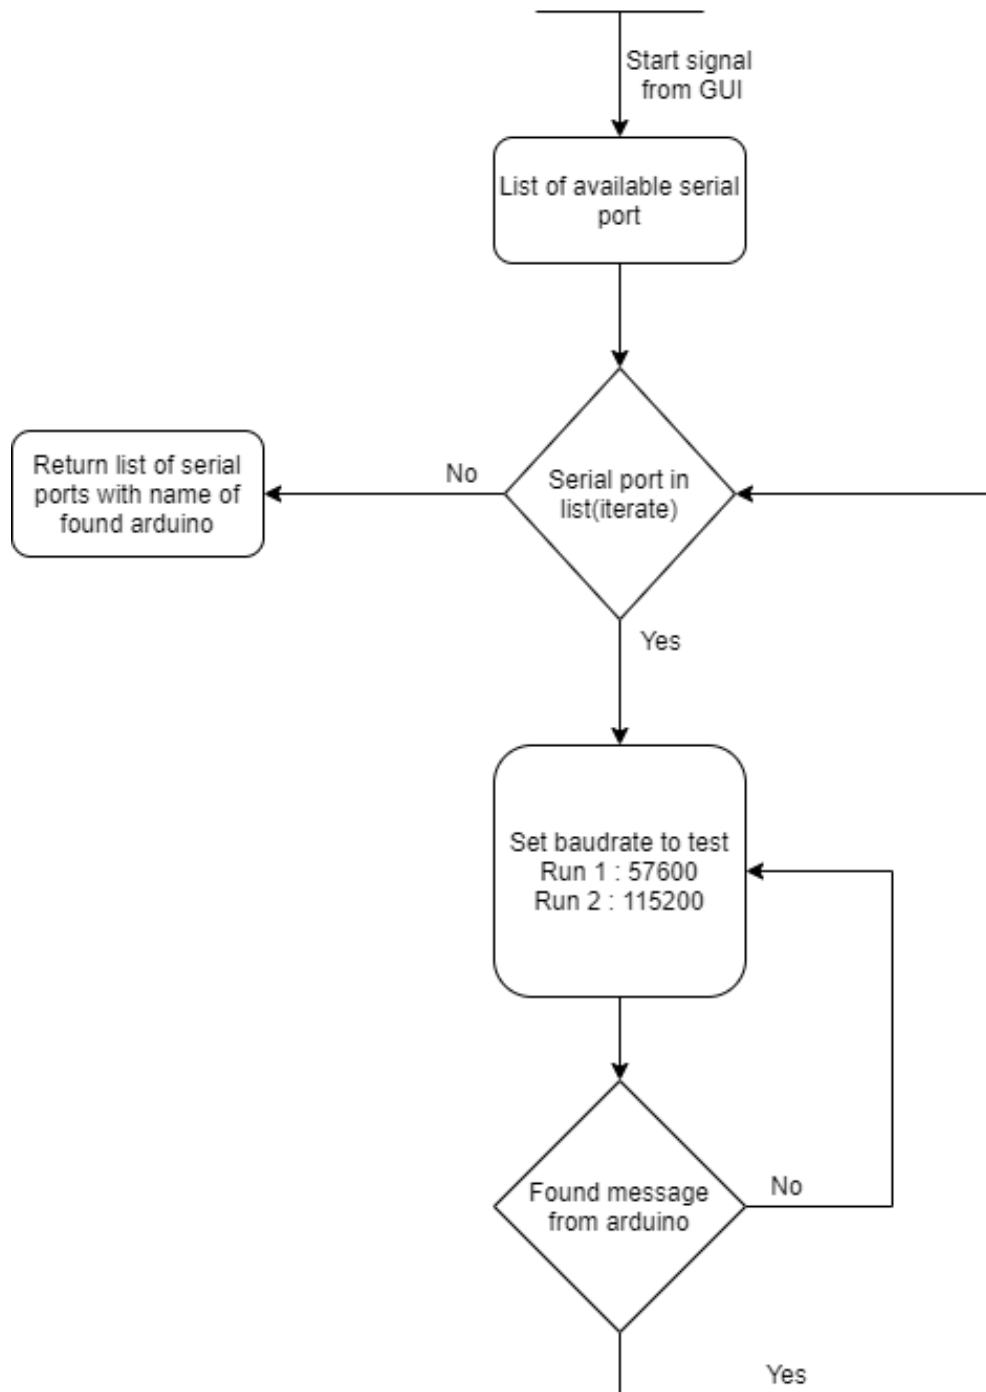 Start signal
from GUI
List of available serial
port
Return list of serial
ports with name of
found arduino
No
Serial port in
list(iterate)
Yes
Set baudrate to test
Run 1 : 57600
Run 2 : 115200
Found message
from arduino
No
Yes